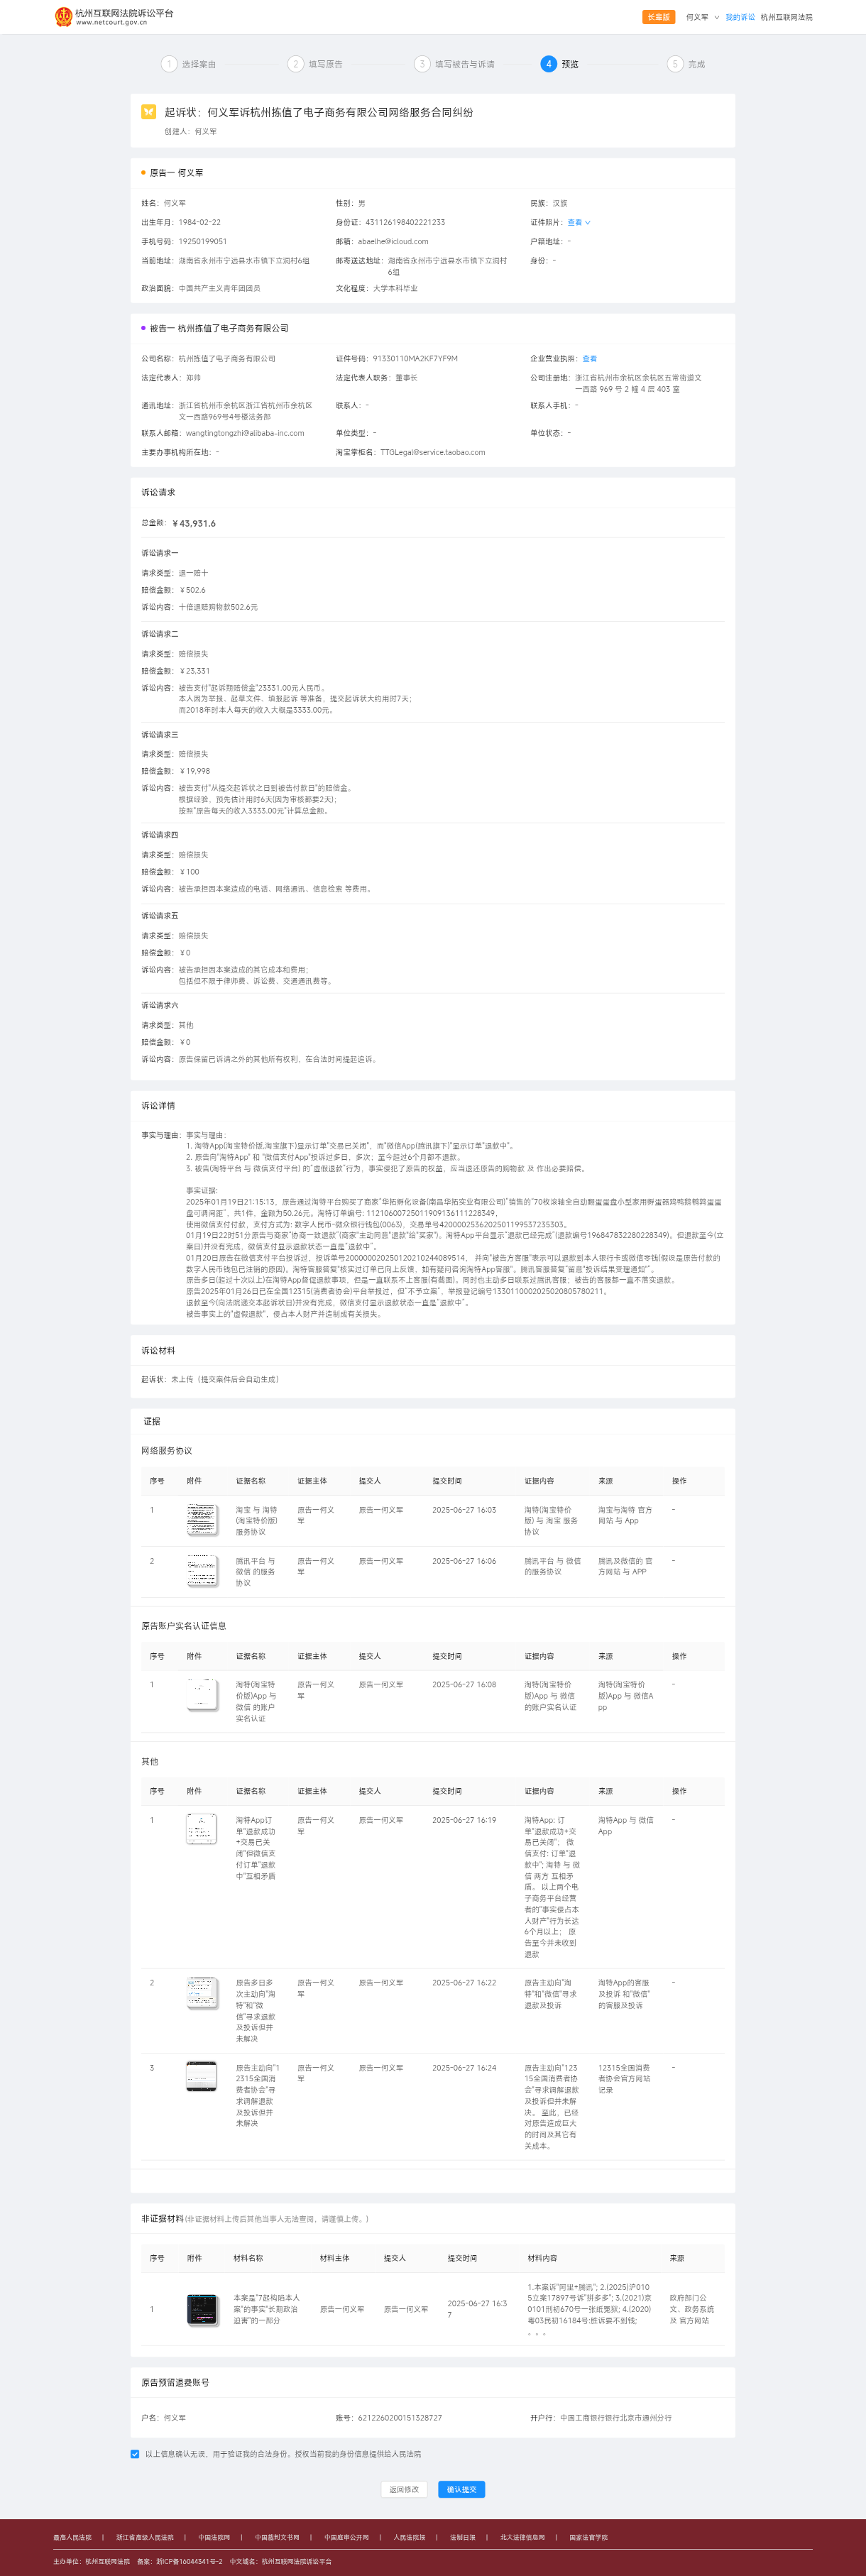 杭州互联网法院诉讼平台
www.netcourt.gov.cn
长辈版 何义军 我的诉讼 杭州互联网法院
1 选择案由 2 填写原告 3 填写被告与诉请 4 预览 5 完成
起诉状：何义军诉杭州拣值了电子商务有限公司网络服务合同纠纷
创建人：何义军
原告一 何义军
姓名：何义军 性别：男 民族：汉族
出生年月：1984-02-22 身份证：431126198402221233 证件照片：查看
手机号码：19250199051 邮箱：abaelhe@icloud.com 户籍地址：-
当前地址：湖南省永州市宁远县水市镇下立洞村6组 邮寄送达地址：湖南省永州市宁远县水市镇下立洞村 身份：-
6组
政治面貌：中国共产主义青年团团员 文化程度：大学本科毕业
被告一 杭州拣值了电子商务有限公司
公司名称：杭州拣值了电子商务有限公司 证件号码：91330110MA2KF7YF9M 企业营业执照：查看
法定代表人：郑帅 法定代表人职务：董事长 公司注册地：浙江省杭州市余杭区余杭区五常街道文
一西路 969 号 2 幢 4 层 403 室
通讯地址：浙江省杭州市余杭区浙江省杭州市余杭区 联系人：- 联系人手机：-
文一西路969号4号楼法务部
联系人邮箱：wangtingtongzhi@alibaba-inc.com 单位类型：- 单位状态：-
主要办事机构所在地：- 淘宝掌柜名：TTGLegal@service.taobao.com
诉讼请求
总金额：￥43,931.6
诉讼请求一
请求类型：退一赔十
赔偿金额：￥502.6
诉讼内容：十倍退赔购物款502.6元
诉讼请求二
请求类型：赔偿损失
赔偿金额：￥23,331
诉讼内容：被告支付"起诉期赔偿金"23331.00元人民币。
本人因为举报、起草文件、填报起诉 等准备，提交起诉状大约用时7天；
而2018年时本人每天的收入大概是3333.00元。
诉讼请求三
请求类型：赔偿损失
赔偿金额：￥19,998
诉讼内容：被告支付"从提交起诉状之日到被告付款日"的赔偿金。
根据经验，预先估计用时6天(因为审核都要2天)；
按照"原告每天的收入3333.00元"计算总金额。
诉讼请求四
请求类型：赔偿损失
赔偿金额：￥100
诉讼内容：被告承担因本案造成的电话、网络通讯、信息检索 等费用。
诉讼请求五
请求类型：赔偿损失
赔偿金额：￥0
诉讼内容：被告承担因本案造成的其它成本和费用；
包括但不限于律师费、诉讼费、交通通讯费等。
诉讼请求六
请求类型：其他
赔偿金额：￥0
诉讼内容：原告保留已诉请之外的其他所有权利，在合法时间提起追诉。
诉讼详情
事实与理由：事实与理由：
1. 淘特App(淘宝特价版,淘宝旗下)显示订单"交易已关闭"，而"微信App(腾讯旗下)"显示订单"退款中"。
2. 原告向"淘特App" 和 "微信支付App"投诉过多日、多次；至今超过6个月都不退款。
3. 被告(淘特平台 与 微信支付平台) 的"虚假退款"行为，事实侵犯了原告的权益，应当退还原告的购物款 及 作出必要赔偿。
事实证据:
2025年01月19日21:15:13，原告通过淘特平台购买了商家"华拓孵化设备(南昌华拓实业有限公司)"销售的"70枚滚轴全自动翻蛋蛋盘小型家用孵蛋器鸡鸭鹅鹌鹑蛋蛋
盘可调间距"，共1件，金额为50.26元。淘特订单编号: 1121060072501190913611122834​9，
使用微信支付付款，支付方式为: 数字人民币-微众银行钱包(0063)，交易单号4200002536202501199537235303。
01月19日22时51分原告与商家"协商一致退款"(商家"主动同意"退款"给"买家")。淘特App平台显示"退款已经完成"(退款编号196847832280228349)。但退款至今(立
案日)并没有完成，微信支付显示退款状态一直是"退款中"。
01月20日原告在微信支付平台投诉过，投诉单号200000020250120210244089514， 并向"被告方客服"表示可以退款到本人银行卡或微信零钱(假设是原告付款的
数字人民币钱包已注销的原因)。淘特客服答复"核实过订单已向上反馈，如有疑问咨询淘特App客服"，腾讯客服答复"留意"投诉结果受理通知""。
原告多日(超过十次以上)在淘特App督促退款事项，但是一直联系不上客服(有截图)。同时也主动多日联系过腾讯客服；被告的客服都一直不落实退款。
原告2025年01月26日已在全国12315(消费者协会)平台举报过，但"不予立案"，举报登记编号1330110002025020805780211。
退款至今(向法院递交本起诉状日)并没有完成，微信支付显示退款状态一直是"退款中"。
被告事实上的"虚假退款"，侵占本人财产并造制成有关损失。
诉讼材料
起诉状：未上传（提交案件后会自动生成）
证据
网络服务协议
序号 附件 证据名称 证据主体 提交人 提交时间 证据内容 来源 操作
1 淘宝 与 淘特 原告一何义 原告一何义军 2025-06-27 16:03 淘特(淘宝特价 淘宝与淘特 官方 -
(淘宝特价版) 军 版) 与 淘宝 服务 网站 与 App
服务协议 协议
2 腾讯平台 与 原告一何义 原告一何义军 2025-06-27 16:06 腾讯平台 与 微信 腾讯及微信的 官 -
微信 的服务 军 的服务协议 方网站 与 APP
协议
原告账户实名认证信息
序号 附件 证据名称 证据主体 提交人 提交时间 证据内容 来源 操作
1 淘特(淘宝特 原告一何义 原告一何义军 2025-06-27 16:08 淘特(淘宝特价 淘特(淘宝特价 -
价版)App 与 军 版)App 与 微信 版)App 与 微信A
微信 的账户 的账户实名认证 pp
实名认证
其他
序号 附件 证据名称 证据主体 提交人 提交时间 证据内容 来源 操作
1 淘特App订 原告一何义 原告一何义军 2025-06-27 16:19 淘特App: 订 淘特App 与 微信 -
单"退款成功 军 单"退款成功+交 App
+交易已关 易已关闭"； 微
闭"但微信支 信支付: 订单"退
付订单"退款 款中"; 淘特 与 微
中"互相矛盾 信 两方 互相矛
盾。 以上两个电
子商务平台经营
者的"事实侵占本
人财产"行为长达
6个月以上； 原
告至今并未收到
退款
2 原告多日多 原告一何义 原告一何义军 2025-06-27 16:22 原告主动向"淘 淘特App的客服 -
次主动向"淘 军 特"和"微信"寻求 及投诉 和"微信"
特"和"微 退款及投诉 的客服及投诉
信"寻求退款
及投诉但并
未解决
3 原告主动向"1 原告一何义 原告一何义军 2025-06-27 16:24 原告主动向"123 12315全国消费 -
2315全国消 军 15全国消费者协 者协会官方网站
费者协会"寻 会"寻求调解退款 记录
求调解退款 及投诉但并未解
及投诉但并 决。 至此，已经
未解决 对原告造成巨大
的时间及其它有
关成本。
非证据材料(非证据材料上传后其他当事人无法查阅，请谨慎上传。)
序号 附件 材料名称 材料主体 提交人 提交时间 材料内容 来源
1 本案是"7起构陷本人 原告一何义军 原告一何义军 2025-06-27 16:3 1.本案诉"阿里+腾讯"; 2.(2025)沪010 政府部门公
案"的事实"长期政治 7 5立案17897号诉"拼多多"; 3.(2021)京 文、政务系统
迫害"的一部分 0101刑初670号一张纸冤狱; 4.(2020) 及 官方网站
粤03民初16184号:胜诉要不到钱;
。。。
原告预留退费账号
户名：何义军 账号：6212260200151328727 开户行：中国工商银行银行北京市通州分行
以上信息确认无误，用于验证我的合法身份。授权当前我的身份信息提供给人民法院
返回修改 确认提交
最高人民法院 | 浙江省高级人民法院 | 中国法院网 | 中国裁判文书网 | 中国庭审公开网 | 人民法院报 | 法制日报 | 北大法律信息网 | 国家法官学院
主办单位：杭州互联网法院 备案：浙ICP备16044341号-2 中文域名：杭州互联网法院诉讼平台